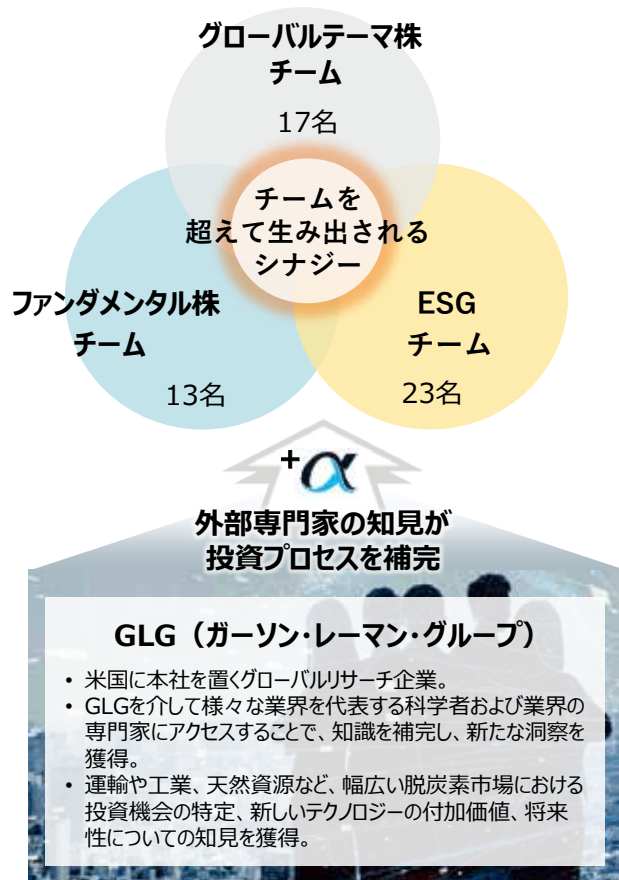 グローバルテーマ株
チーム
17名
チームを
超えて生み出される
シナジー
ファンダメンタル株
チーム
13名
ESG
チーム
23名
+α
外部専門家の知見が
投資プロセスを補完
GLG（ガーソン・レーマン・グループ）
• 米国に本社を置くグローバルリサーチ企業。
• GLGを介して様々な業界を代表する科学者および業界の
専門家にアクセスすることで、知識を補完し、新たな洞察を
獲得。
• 運輸や工業、天然資源など、幅広い脱炭素市場における
投資機会の特定、新しいテクノロジーの付加価値、将来
性についての知見を獲得。